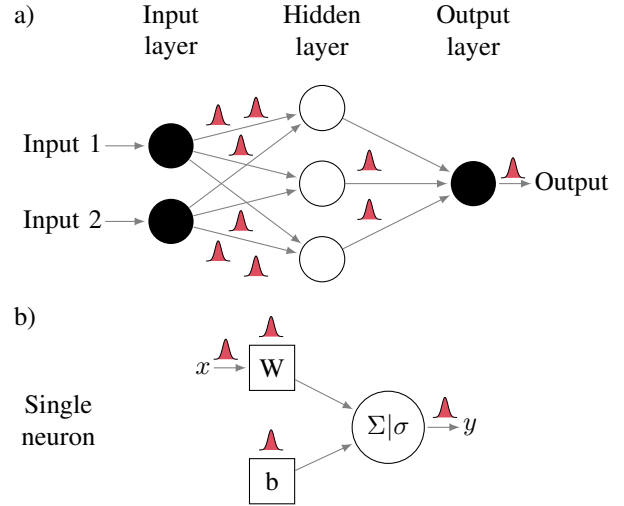 a)
Input Hidden Output
layer layer layer
Input 1
Input 2
Output
b)
x W
Single
neuron
Σ|σ y
b